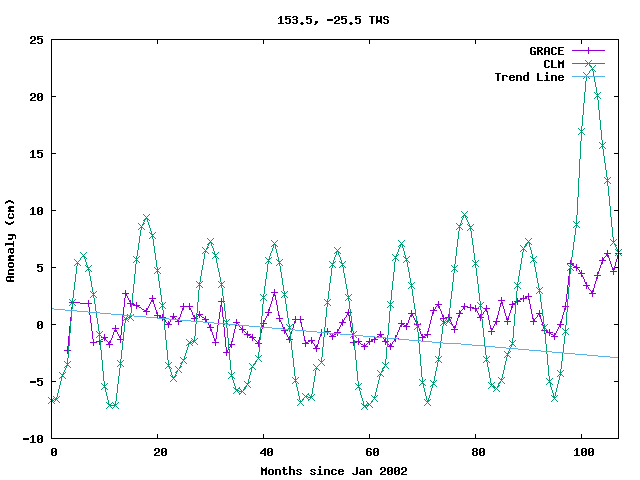 153.5, -25.5 TWS
GRACE
CLM
Trend Line
25
20
15
10
5
0
-5
-10
Anomaly (cm)
0 20 40 60 80 100
Months since Jan 2002